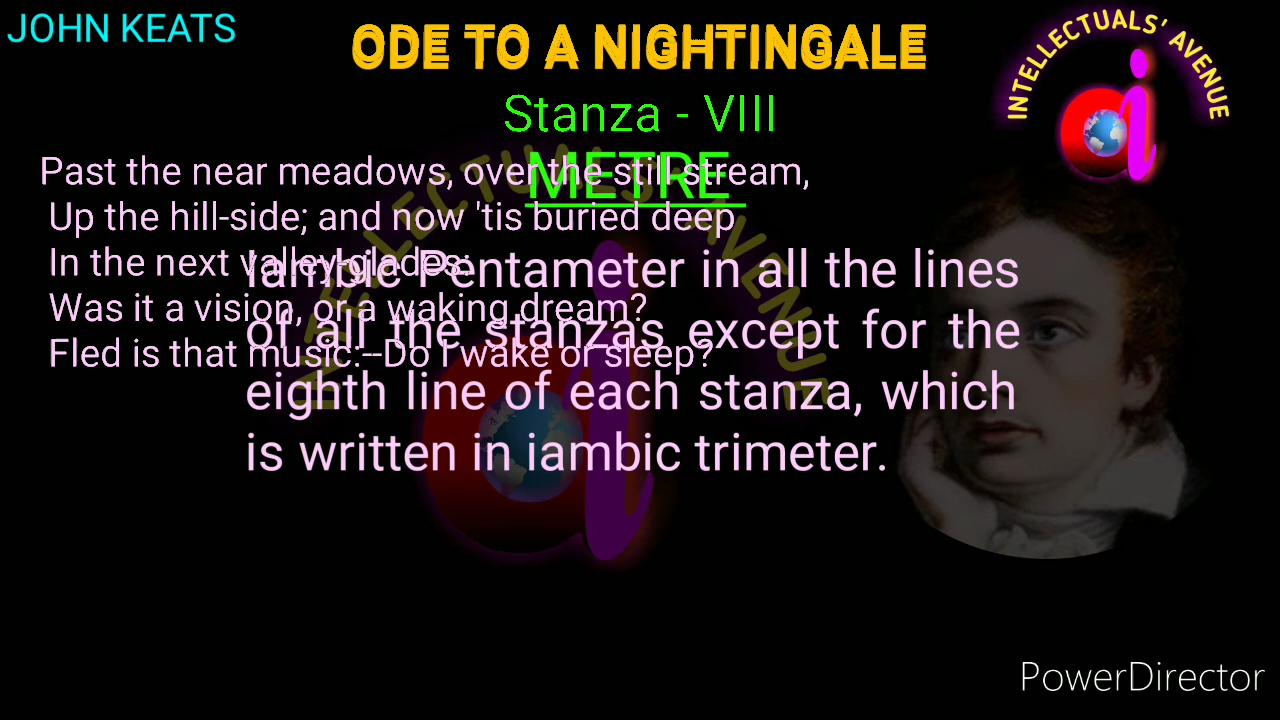 JOHN KEATS
ODE TO A NIGHTINGALE
INTELLECTUALS' AVENUE
Stanza - VIII
METRE
Past the near meadows, over the still stream,
Up the hill-side; and now 'tis buried deep
In the next valley-glades:
Was it a vision, or a waking dream?
Fled is that music:--Do I wake or sleep?
Iambic Pentameter in all the lines
of all the stanzas except for the
eighth line of each stanza, which
is written in iambic trimeter.
INTELLECTUALS' AVENUE
PowerDirector